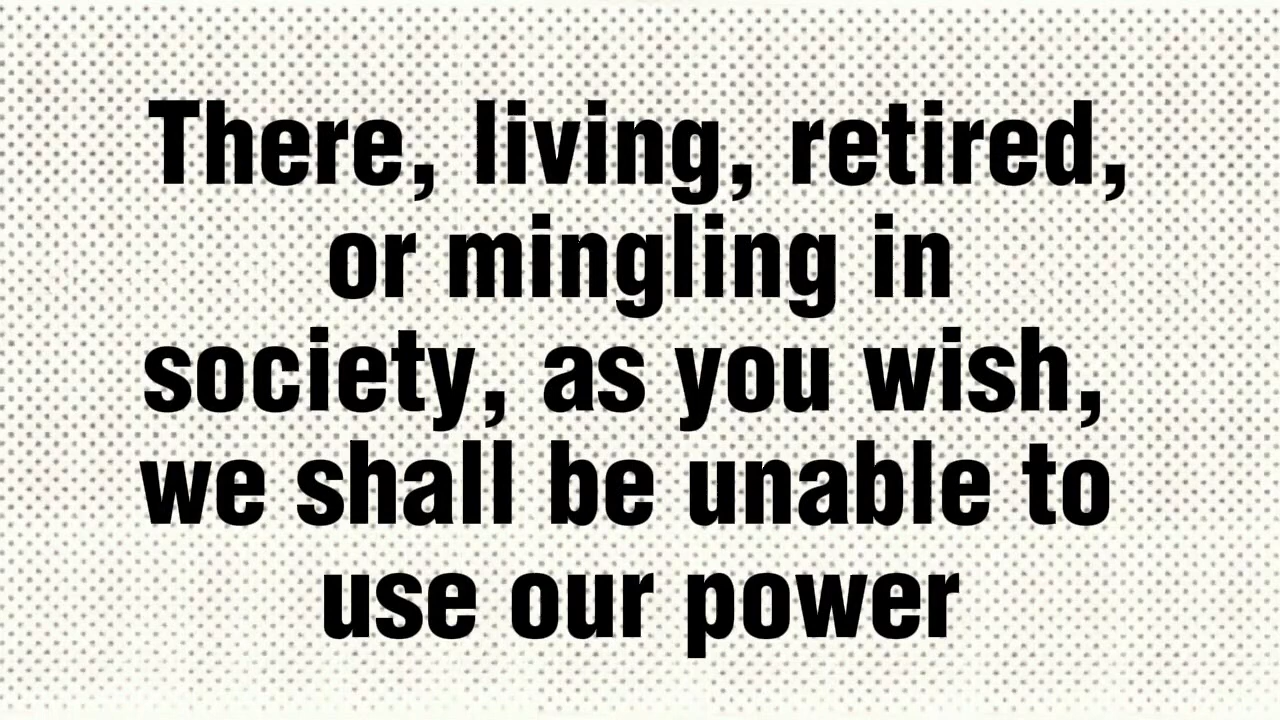 There, living, retired,
or mingling in
society, as you wish,
we shall be unable to
use our power